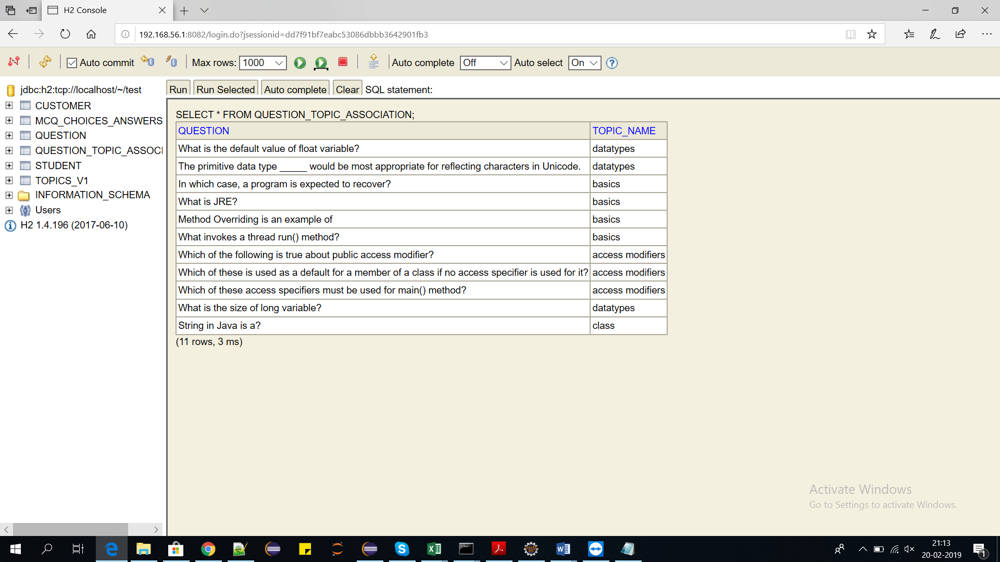 H2 Console
192.168.56.1:8082/login.do?jsessionid=dd7f91bf7eabc53086dbbb3642901fb3
Auto commit Max rows: 1000 Auto complete Off Auto select On
jdbc:h2:tcp://localhost/~/test
CUSTOMER
MCQ_CHOICES_ANSWERS
QUESTION
QUESTION_TOPIC_ASSOCI
STUDENT
TOPICS_V1
INFORMATION_SCHEMA
Users
H2 1.4.196 (2017-06-10)
Run Run Selected Auto complete Clear SQL statement:
SELECT * FROM QUESTION_TOPIC_ASSOCIATION;
QUESTION TOPIC_NAME
What is the default value of float variable? datatypes
The primitive data type _____ would be most appropriate for reflecting characters in Unicode. datatypes
In which case, a program is expected to recover? basics
What is JRE? basics
Method Overriding is an example of basics
What invokes a thread run() method? basics
Which of the following is true about public access modifier? access modifiers
Which of these is used as a default for a member of a class if no access specifier is used for it? access modifiers
Which of these access specifiers must be used for main() method? access modifiers
What is the size of long variable? datatypes
String in Java is a? class
(11 rows, 3 ms)
Activate Windows
Go to Settings to activate Windows.
21:13
20-02-2019
1